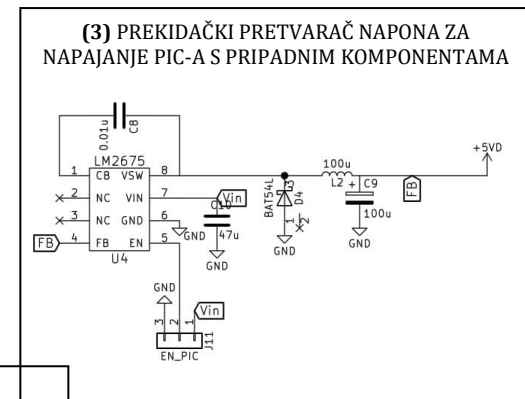 (3) PREKIDAČKI PRETVARAČ NAPONA ZA
NAPAJANJE PIC-A S PRIPADNIM KOMPONENTAMA
0.01u
C8
LM2675
1 CB VSW 8
2 NC VIN 7
3 NC GND 6
4 FB EN 5
U4
FB
Vin
C10
47u
GND
GND
GND
3 2 1
Vin
J11
EN_PIC
BAT54L
3
D4
1
2
GND
100u
L2
+
C9
100u
GND
FB
+5VD